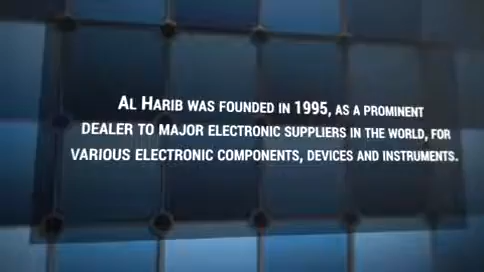 AL HARIB WAS FOUNDED IN 1995, AS A PROMINENT
DEALER TO MAJOR ELECTRONIC SUPPLIERS IN THE WORLD, FOR
VARIOUS ELECTRONIC COMPONENTS, DEVICES AND INSTRUMENTS.